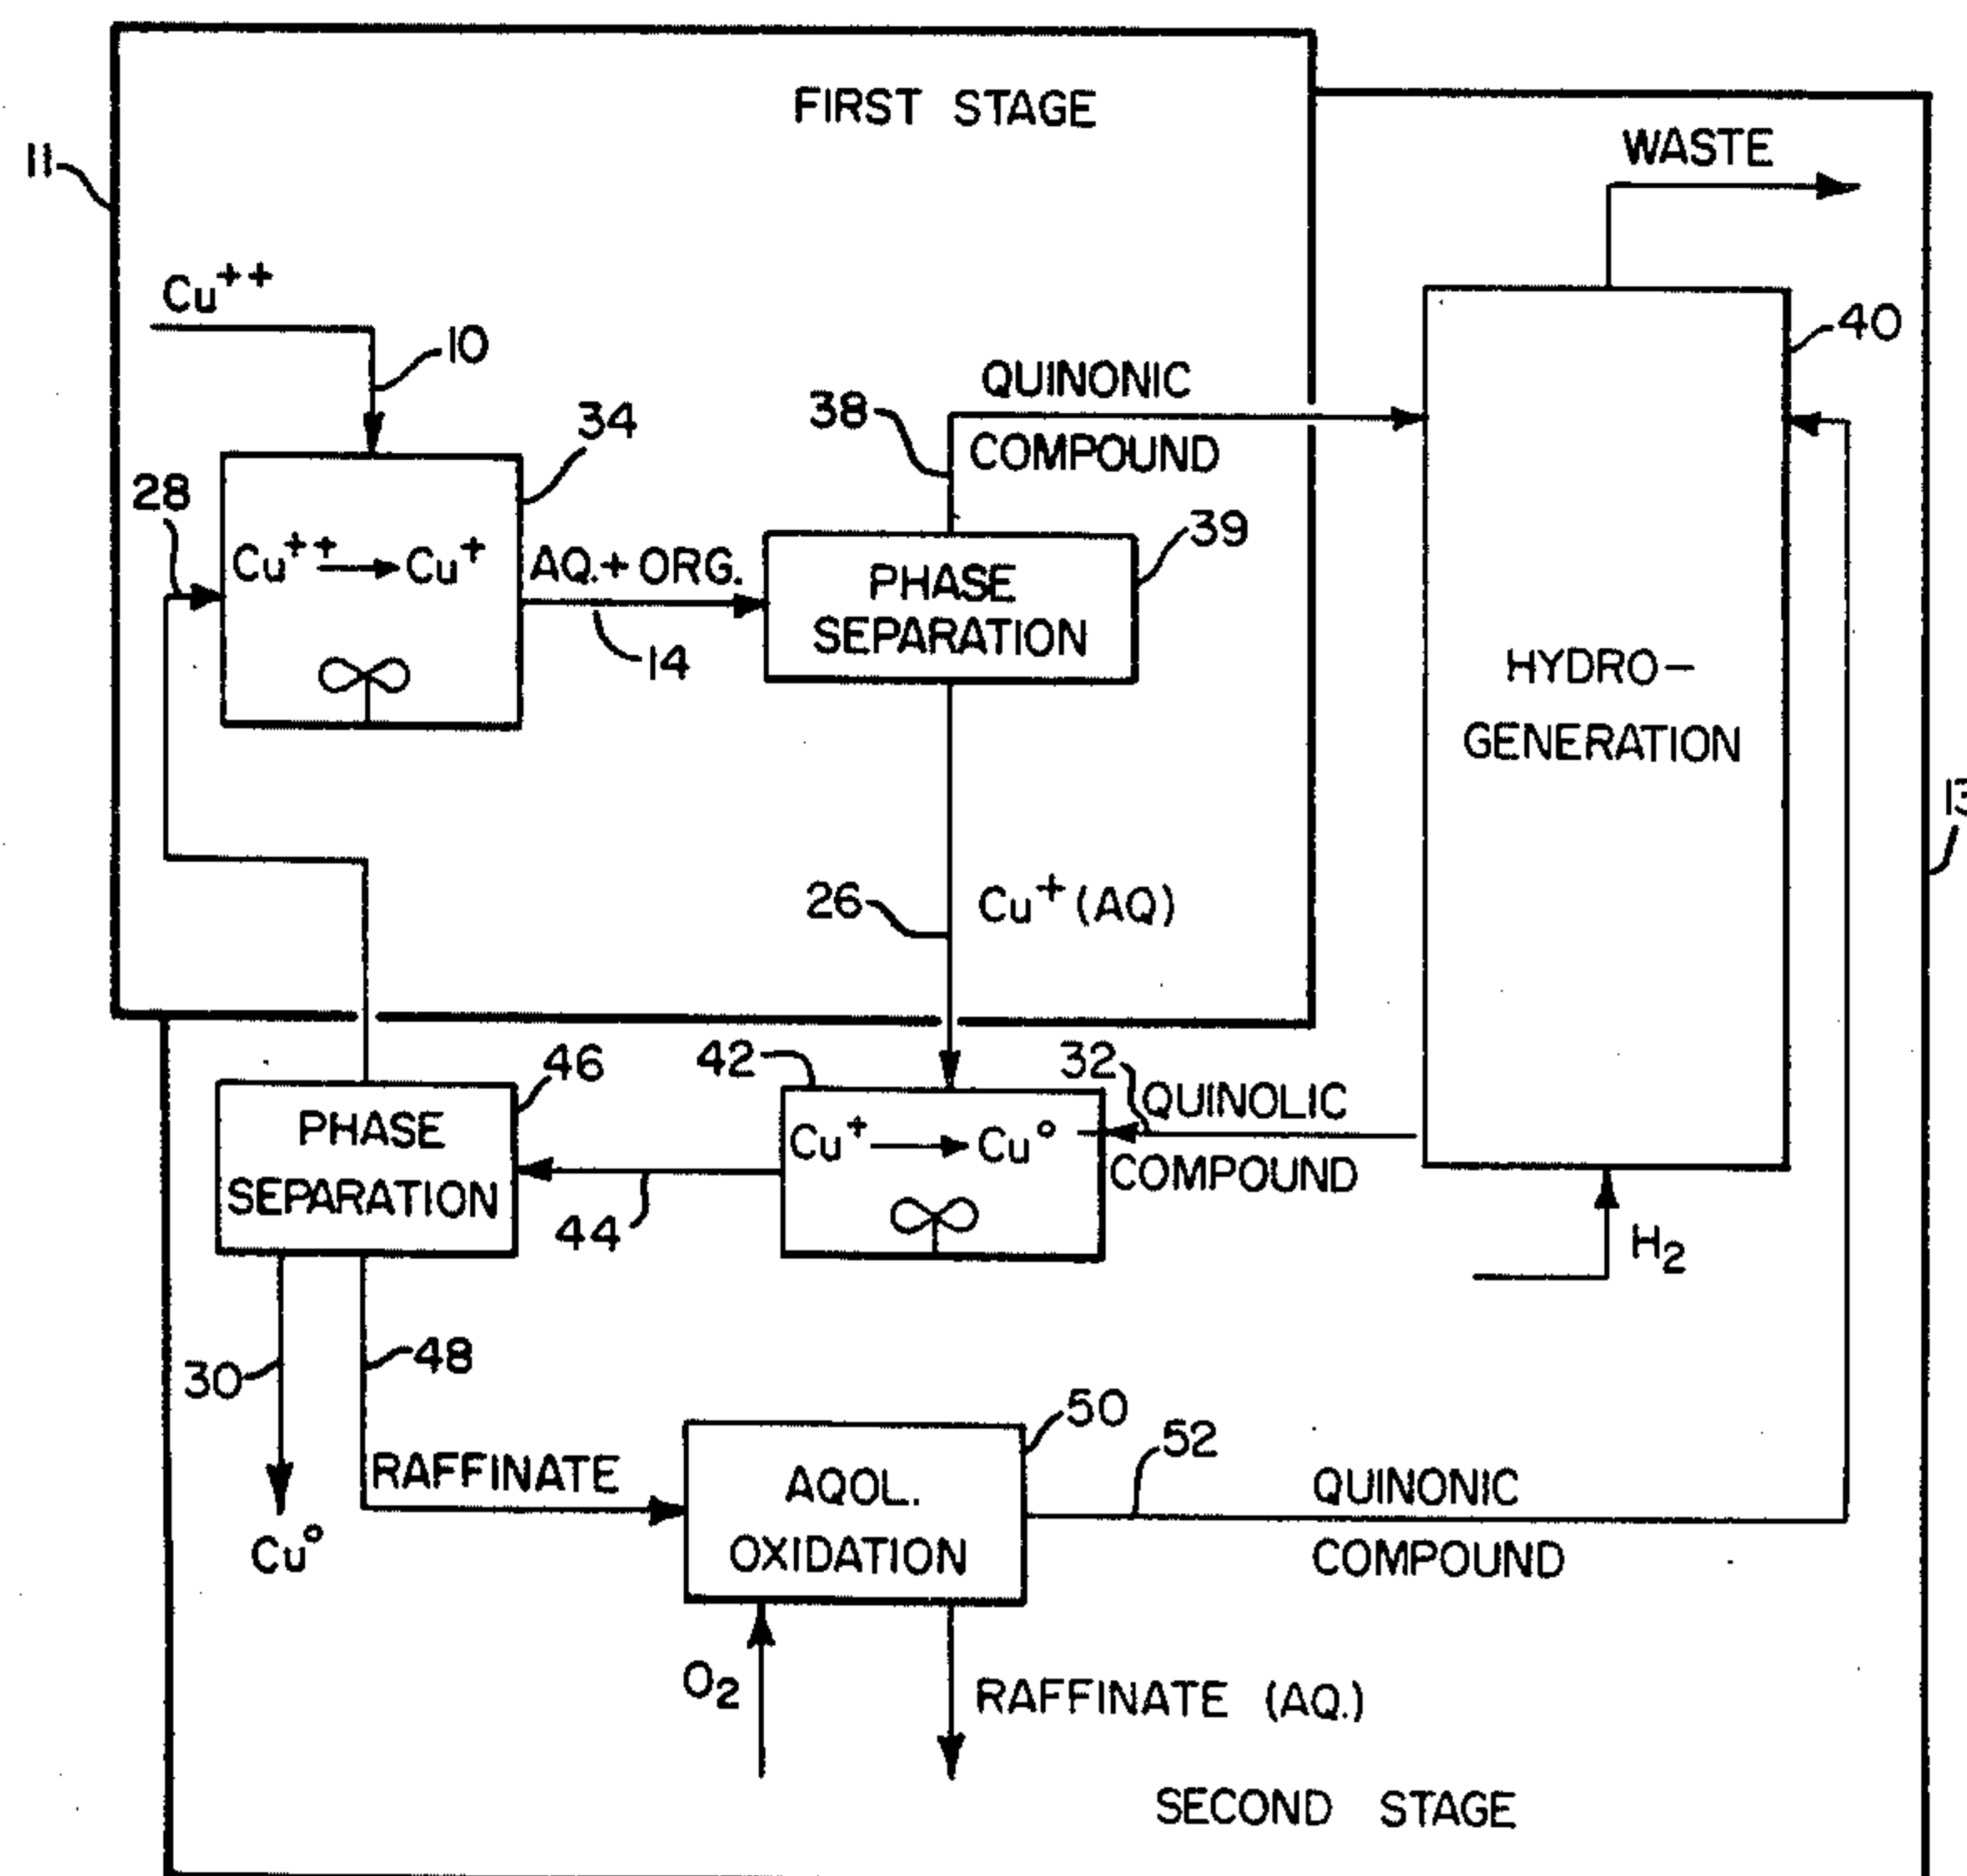 FIRST STAGE
11
WASTE
Cu++
10
40
34
38
QUINONIC
COMPOUND
28
39
Cu++ → Cu+
AQ.+ ORG.
PHASE
SEPARATION
14
HYDRO-
GENERATION
13
26
Cu+ (AQ)
46
42
32
QUINOLIC
COMPOUND
PHASE
SEPARATION
Cu+ → Cu°
44
H2
30
48
50
52
RAFFINATE
AQOL.
OXIDATION
QUINONIC
COMPOUND
Cu°
O2
RAFFINATE (AQ.)
SECOND STAGE